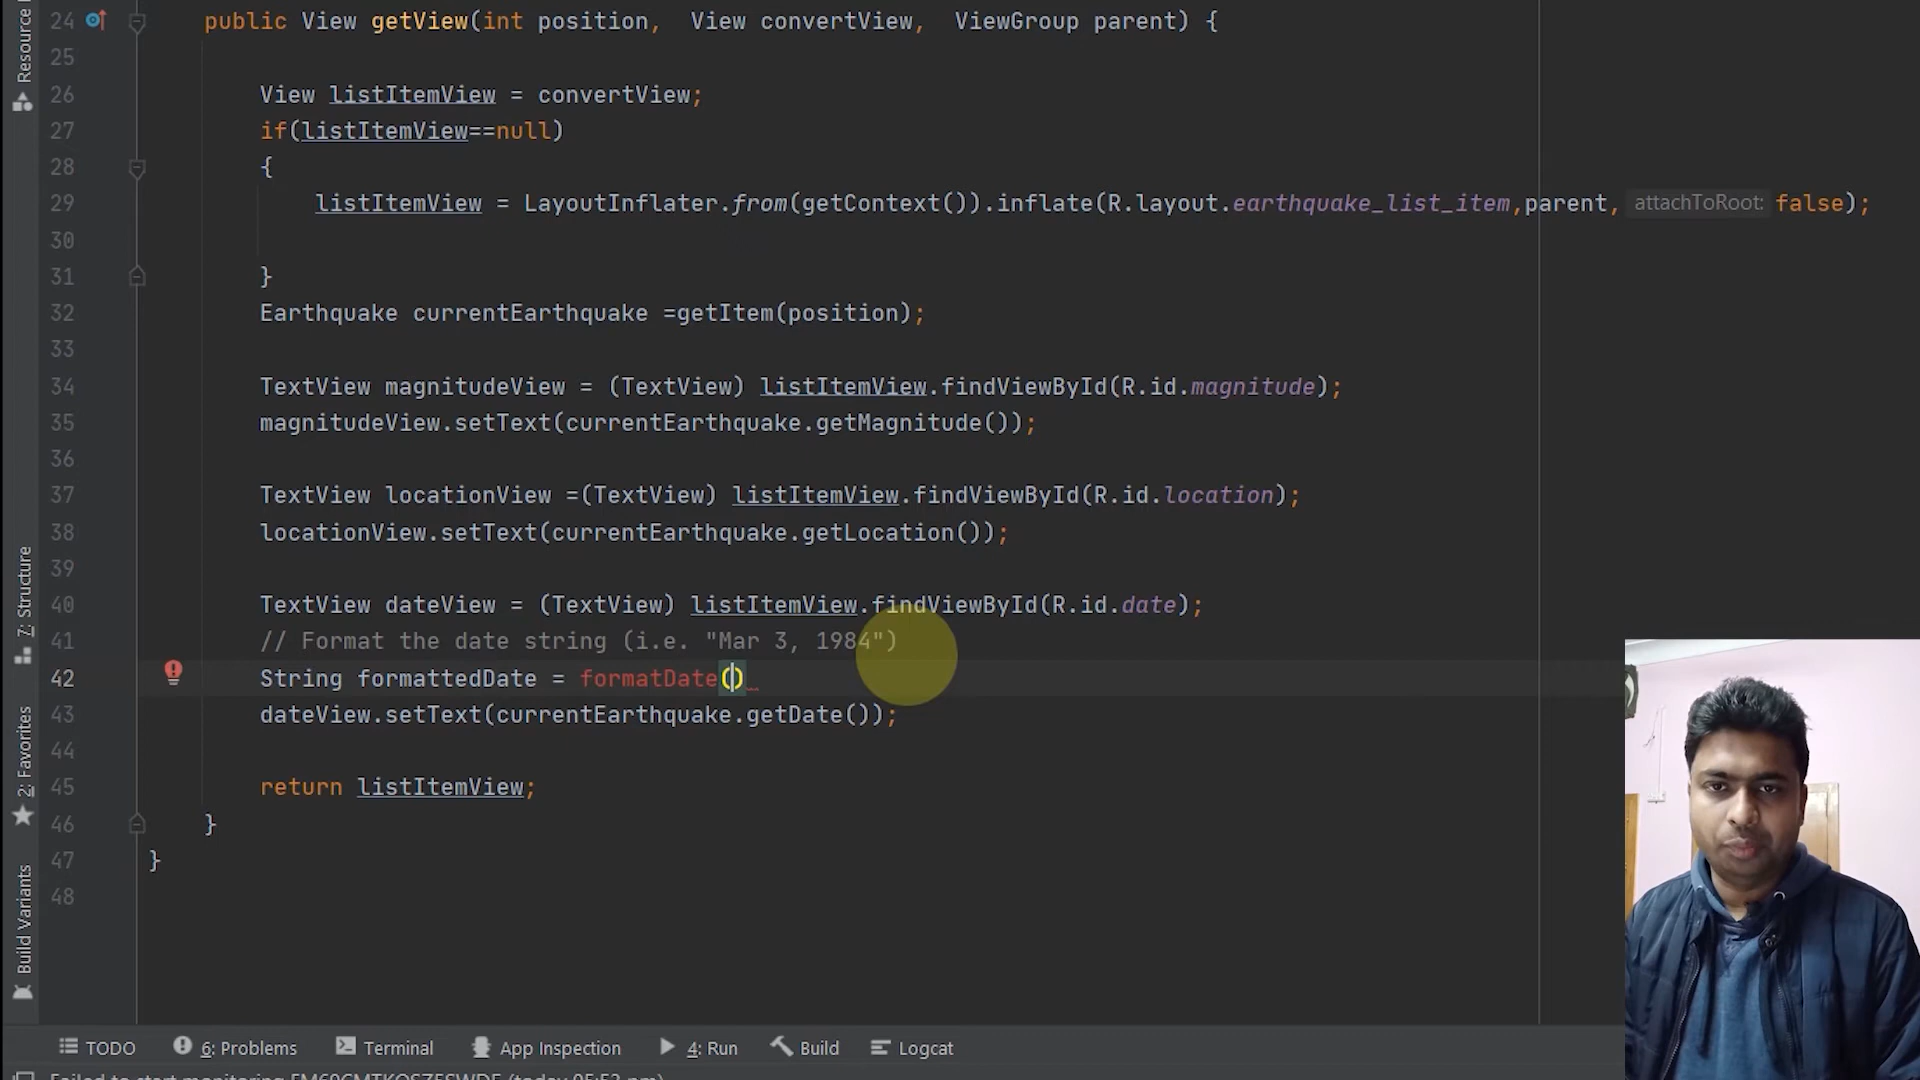 Resource
24 public View getView(int position, View convertView, ViewGroup parent) {
25
26 View listItemView = convertView;
27 if(listItemView==null)
28 {
29 listItemView = LayoutInflater.from(getContext()).inflate(R.layout.earthquake_list_item,parent, attachToRoot: false);
30
31 }
32 Earthquake currentEarthquake =getItem(position);
33
34 TextView magnitudeView = (TextView) listItemView.findViewById(R.id.magnitude);
35 magnitudeView.setText(currentEarthquake.getMagnitude());
36
37 TextView locationView =(TextView) listItemView.findViewById(R.id.location);
38 locationView.setText(currentEarthquake.getLocation());
39
40 TextView dateView = (TextView) listItemView.findViewById(R.id.date);
41 // Format the date string (i.e. "Mar 3, 1984")
42 String formattedDate = formatDate()
43 dateView.setText(currentEarthquake.getDate());
44
45 return listItemView;
46 }
47 }
48
7: Structure
2: Favorites
Build Variants
TODO 6: Problems Terminal App Inspection 4: Run Build Logcat
Failed to start monitoring